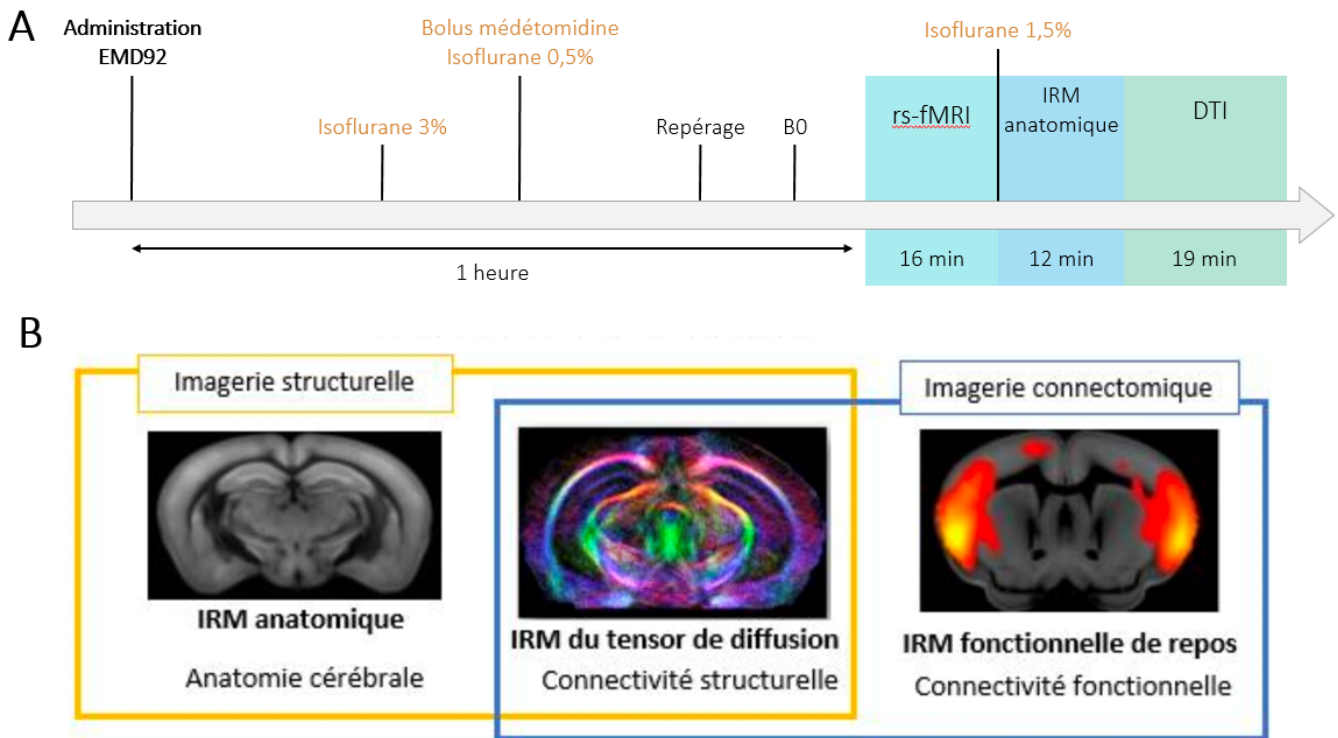 A
Administration
EMD92
Bolus médétomidine
Isoflurane 0,5%
Isoflurane 1,5%
Isoflurane 3%
Repérage
B0
rs-fMRI
IRM
anatomique
DTI
1 heure
16 min
12 min
19 min
B
Imagerie structurelle
Imagerie connectomique
IRM anatomique
Anatomie cérébrale
IRM du tensor de diffusion
Connectivité structurelle
IRM fonctionnelle de repos
Connectivité fonctionnelle